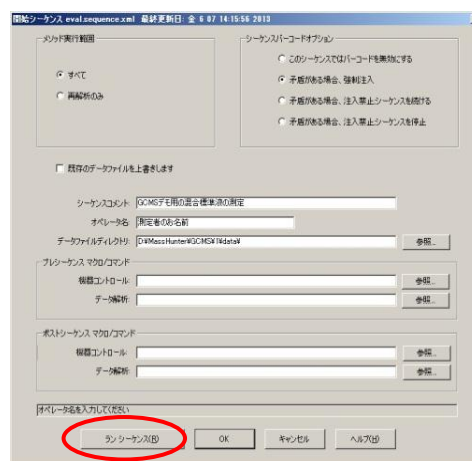 開始シーケンス eval.sequence.xml 最終更新日: 金 6 07 14:15:56 2013
メソッド実行範囲
すべて
再解析のみ
シーケンスバーコードオプション
このシーケンスではバーコードを無効にする
矛盾がある場合、強制注入
矛盾がある場合、注入禁止シーケンスを続ける
矛盾がある場合、注入禁止シーケンスを停止
既存のデータファイルを上書きします
シーケンスコメント: GCMSデモ用の混合標準液の測定
オペレータ名: 測定者のお名前
データファイルディレクトリ: D:¥MassHunter¥GCMS¥1¥data¥ 参照...
プレシーケンス マクロ/コマンド
機器コントロール: 参照...
データ解析: 参照...
ポストシーケンス マクロ/コマンド
機器コントロール: 参照...
データ解析: 参照...
オペレータ名を入力してください
ラン シーケンス(R) OK キャンセル ヘルプ(H)